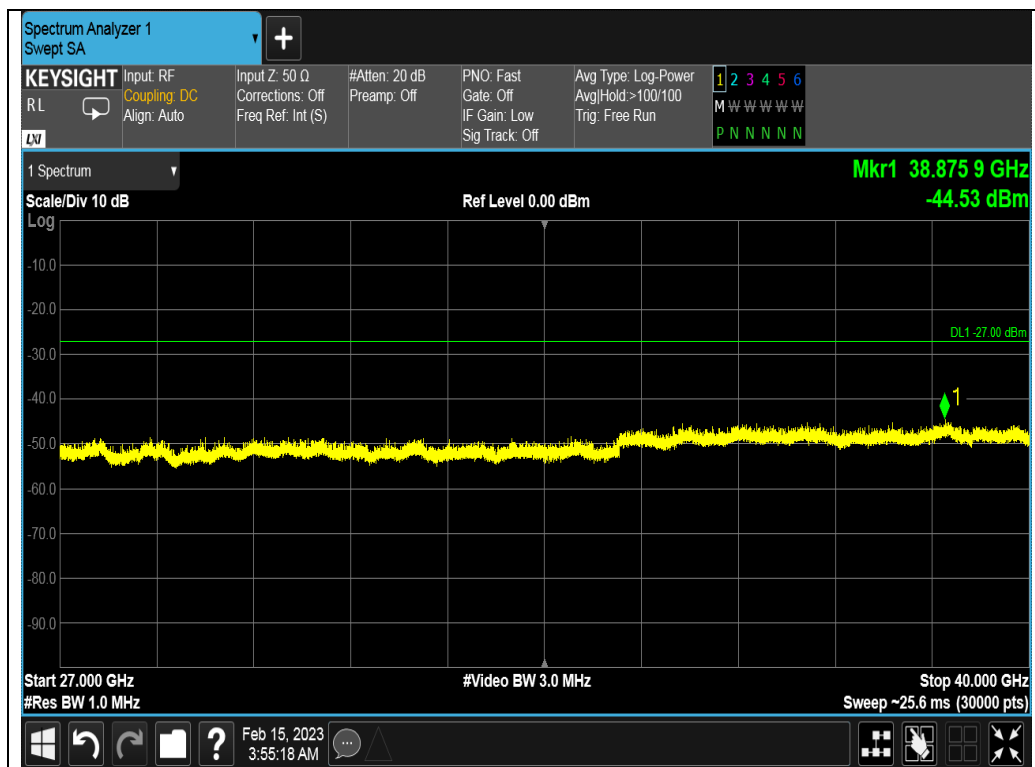 Spectrum Analyzer 1
Swept SA
+
KEYSIGHT
RL
LXI
Input: RF
Coupling: DC
Align: Auto
Input Z: 50 Ω
Corrections: Off
Freq Ref: Int (S)
#Atten: 20 dB
Preamp: Off
PNO: Fast
Gate: Off
IF Gain: Low
Sig Track: Off
Avg Type: Log-Power
Avg|Hold:>100/100
Trig: Free Run
1 2 3 4 5 6
M W W W W W
P N N N N N
1 Spectrum
Mkr1 38.875 9 GHz
-44.53 dBm
Scale/Div 10 dB
Ref Level 0.00 dBm
Log
-10.0
-20.0
DL1 -27.00 dBm
-30.0
-40.0
1
-50.0
-60.0
-70.0
-80.0
-90.0
Start 27.000 GHz
#Video BW 3.0 MHz
Stop 40.000 GHz
#Res BW 1.0 MHz
Sweep ~25.6 ms (30000 pts)
?
Feb 15, 2023
3:55:18 AM